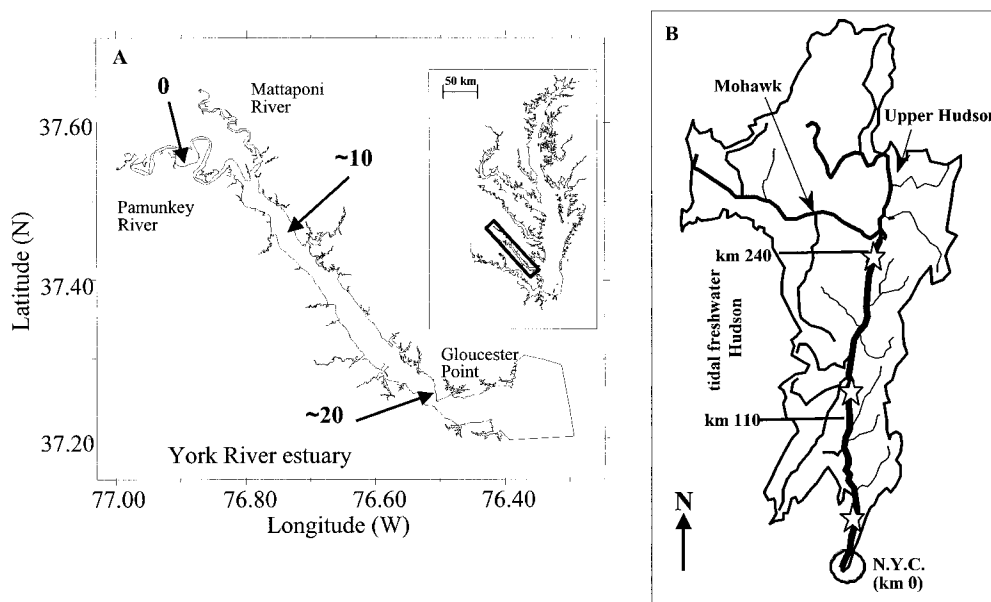 A
0
Mattaponi
River
37.60
~10
Pamunkey
River
50 km
Latitude (N)
37.40
Gloucester
Point
~20
37.20
York River estuary
77.00
76.80
76.60
76.40
Longitude (W)
B
Mohawk
Upper Hudson
km 240
tidal freshwater
Hudson
km 110
N
N.Y.C.
(km 0)